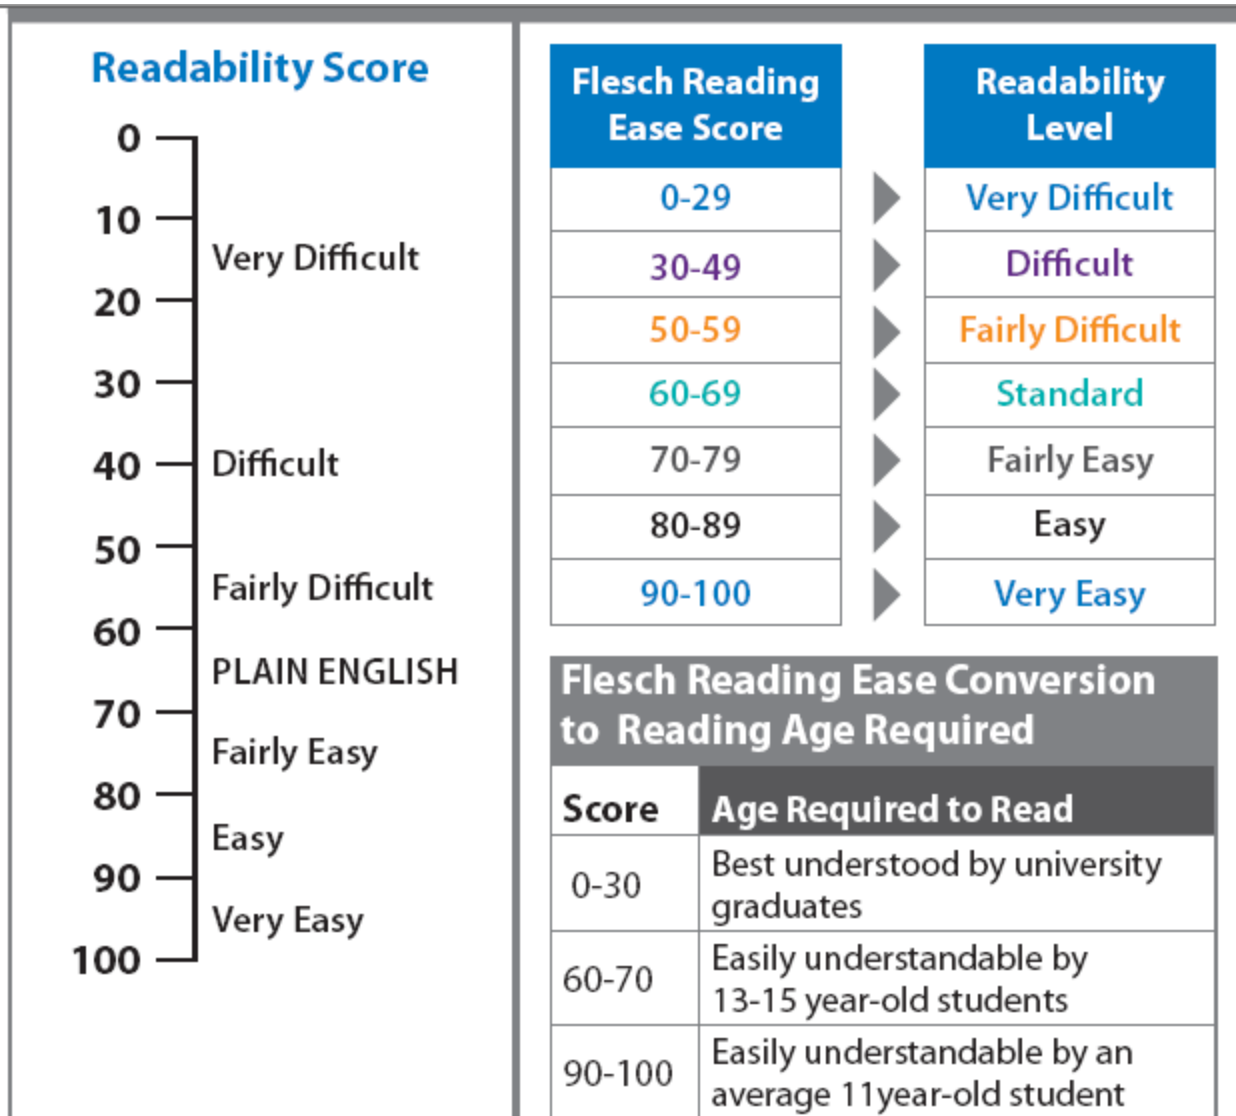 Readability Score
0
10
Very Difficult
20
30
40 Difficult
50
Fairly Difficult
60
PLAIN ENGLISH
70
Fairly Easy
80
Easy
90
Very Easy
100
Flesch Reading
Ease Score
Readability
Level
0-29 Very Difficult
30-49 Difficult
50-59 Fairly Difficult
60-69 Standard
70-79 Fairly Easy
80-89 Easy
90-100 Very Easy
Flesch Reading Ease Conversion
to Reading Age Required
Score Age Required to Read
0-30 Best understood by university
graduates
60-70 Easily understandable by
13-15 year-old students
90-100 Easily understandable by an
average 11year-old student